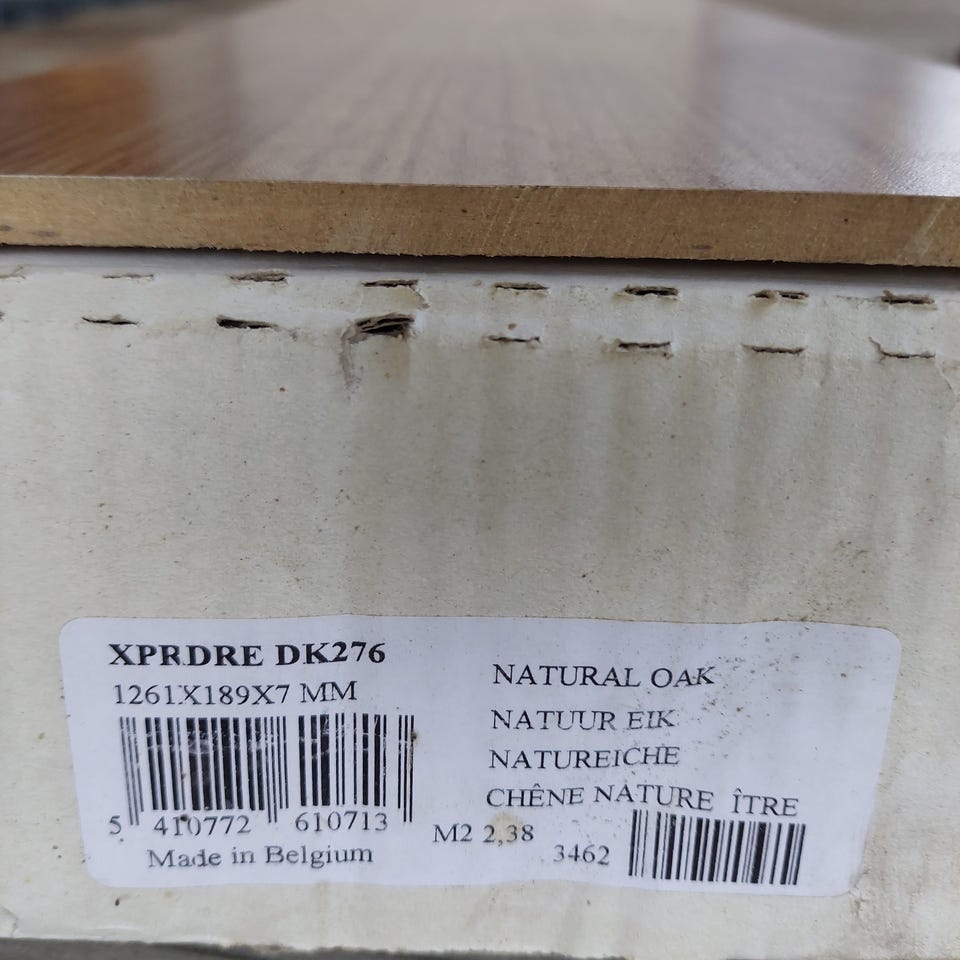 XPRDRE DK276
1261X189X7 MM
5 410772 610713
Made in Belgium
NATURAL OAK
NATUUR EIK
NATUREICHE
CHÊNE NATURE ÎTRE
M2 2,38
3462